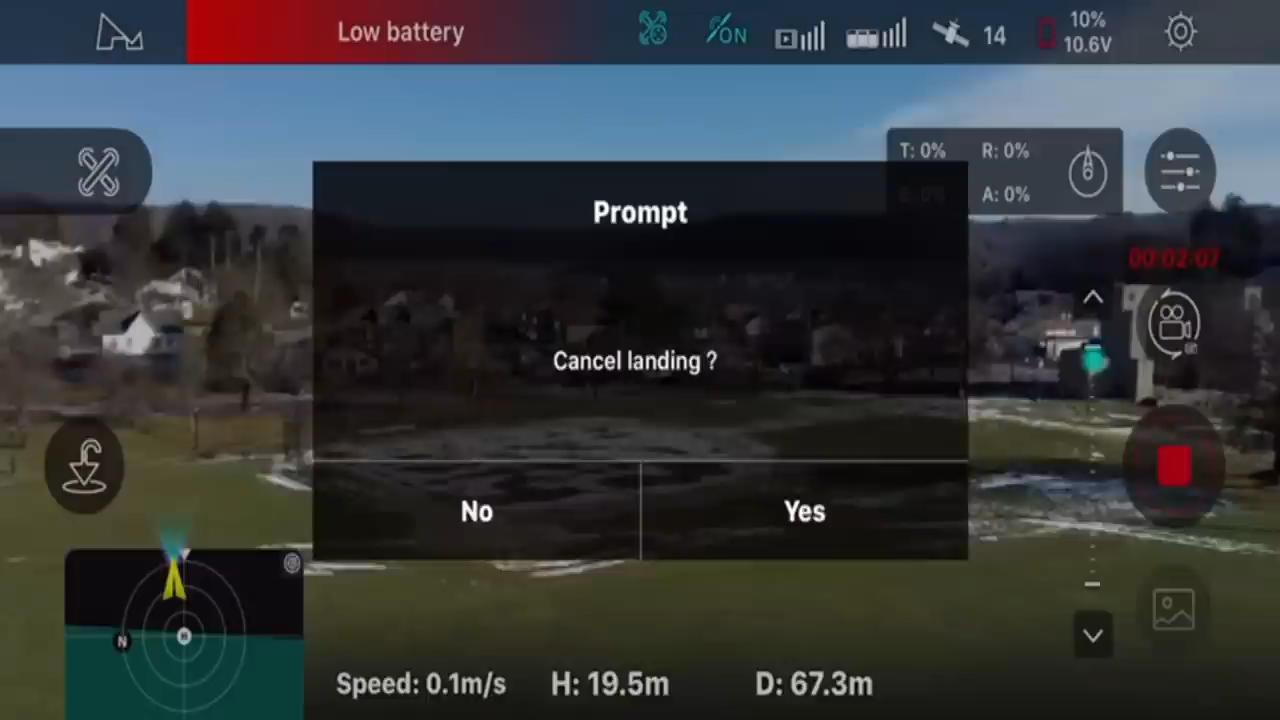 Low battery
ON
14
10%
10.6V
T: 0% R: 0%
A: 0%
Prompt
00:02:07
Cancel landing ?
No Yes
N
H
Speed: 0.1m/s H: 19.5m D: 67.3m